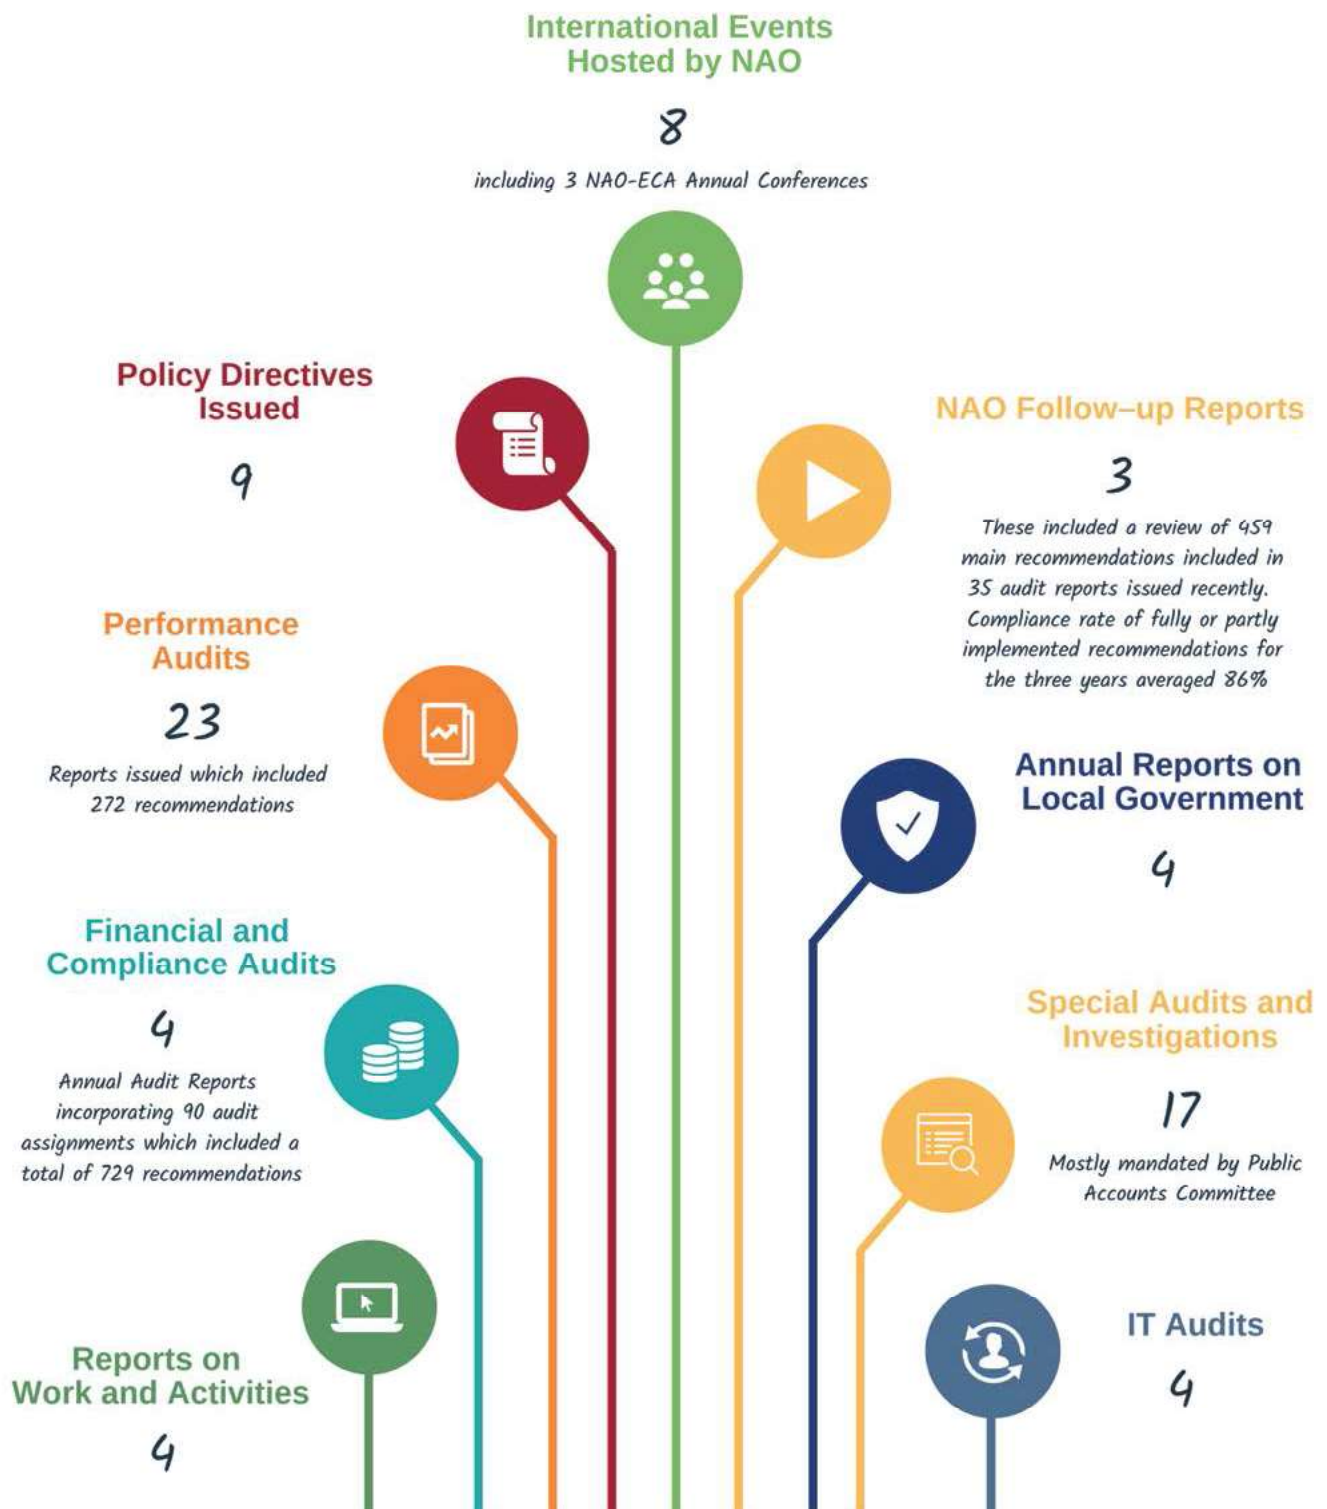 International Events
Hosted by NAO
8
including 3 NAO-ECA Annual Conferences
Policy Directives
Issued
9
NAO Follow–up Reports
3
These included a review of 459
main recommendations included in
35 audit reports issued recently.
Compliance rate of fully or partly
implemented recommendations for
the three years averaged 86%
Performance
Audits
23
Reports issued which included
272 recommendations
Annual Reports on
Local Government
4
Financial and
Compliance Audits
4
Annual Audit Reports
incorporating 90 audit
assignments which included a
total of 729 recommendations
Special Audits and
Investigations
17
Mostly mandated by Public
Accounts Committee
Reports on
Work and Activities
4
IT Audits
4